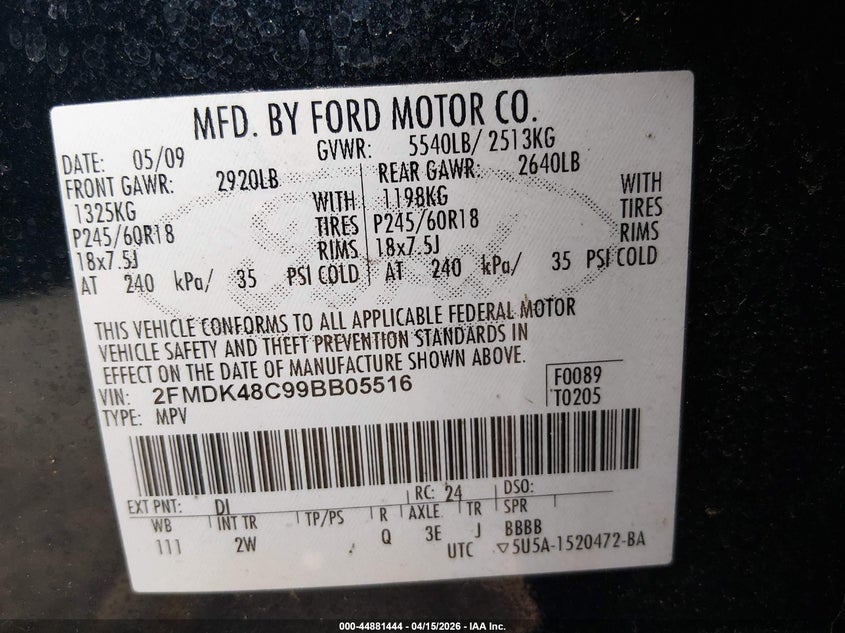 MFD. BY FORD MOTOR CO.
DATE: 05/09 GVWR: 5540LB/ 2513KG
FRONT GAWR: 2920LB REAR GAWR: 2640LB
1325KG WITH 1198KG WITH
P245/60R18 TIRES P245/60R18 TIRES
18x7.5J RIMS 18x7.5J RIMS
AT 240 kPa/ 35 PSI COLD AT 240 kPa/ 35 PSI COLD
THIS VEHICLE CONFORMS TO ALL APPLICABLE FEDERAL MOTOR
VEHICLE SAFETY AND THEFT PREVENTION STANDARDS IN
EFFECT ON THE DATE OF MANUFACTURE SHOWN ABOVE.
VIN: 2FMDK48C99BB05516 F0089
TYPE: MPV T0205
EXT PNT: DI RC: 24 DSO:
WB INT TR TP/PS R AXLE TR SPR
111 2W Q 3E J BBBB
UTC ▽5U5A-1520472-BA
000-44881444 - 04/15/2026 - IAA Inc.